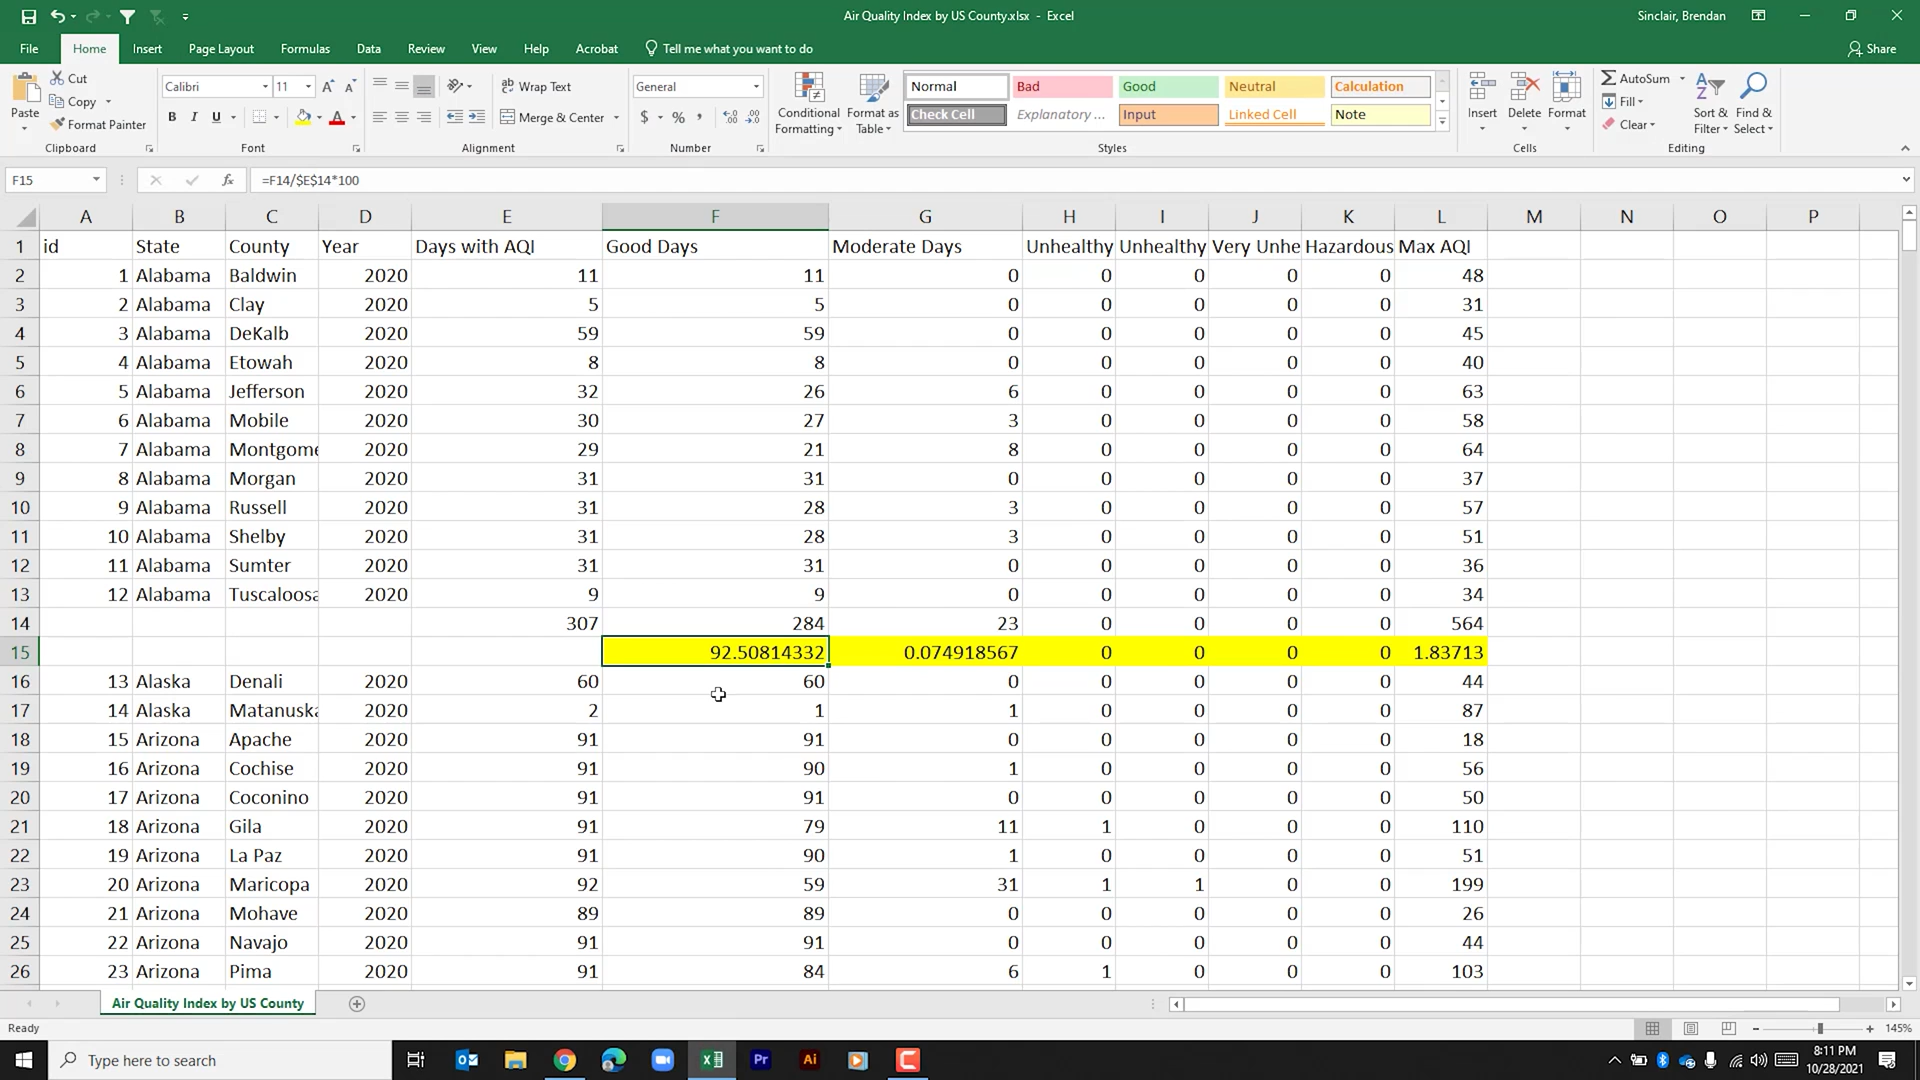 Air Quality Index by US County.xlsx - Excel
Sinclair, Brendan
File Home Insert Page Layout Formulas Data Review View Help Acrobat Tell me what you want to do Share
Paste
Cut
Copy
Format Painter
Clipboard
Calibri 11
B I U
Font
Wrap Text
Merge & Center
Alignment
General
$ % ,
Number
Conditional Formatting
Format as Table
Normal Bad Good Neutral Calculation
Check Cell Explanatory ... Input Linked Cell Note
Styles
Insert Delete Format
Cells
AutoSum
Fill
Clear
Sort & Filter
Find & Select
Editing
F15 fx =F14/$E$14*100
A B C D E F G H I J K L M N O P
1 id State County Year Days with AQI Good Days Moderate Days Unhealthy Unhealthy Very Unhe Hazardous Max AQI
2 1 Alabama Baldwin 2020 11 11 0 0 0 0 0 48
3 2 Alabama Clay 2020 5 5 0 0 0 0 0 31
4 3 Alabama DeKalb 2020 59 59 0 0 0 0 0 45
5 4 Alabama Etowah 2020 8 8 0 0 0 0 0 40
6 5 Alabama Jefferson 2020 32 26 6 0 0 0 0 63
7 6 Alabama Mobile 2020 30 27 3 0 0 0 0 58
8 7 Alabama Montgome 2020 29 21 8 0 0 0 0 64
9 8 Alabama Morgan 2020 31 31 0 0 0 0 0 37
10 9 Alabama Russell 2020 31 28 3 0 0 0 0 57
11 10 Alabama Shelby 2020 31 28 3 0 0 0 0 51
12 11 Alabama Sumter 2020 31 31 0 0 0 0 0 36
13 12 Alabama Tuscaloosa 2020 9 9 0 0 0 0 0 34
14 307 284 23 0 0 0 0 564
15 92.50814332 0.074918567 0 0 0 0 1.83713
16 13 Alaska Denali 2020 60 60 0 0 0 0 0 44
17 14 Alaska Matanuska 2020 2 1 1 0 0 0 0 87
18 15 Arizona Apache 2020 91 91 0 0 0 0 0 18
19 16 Arizona Cochise 2020 91 90 1 0 0 0 0 56
20 17 Arizona Coconino 2020 91 91 0 0 0 0 0 50
21 18 Arizona Gila 2020 91 79 11 1 0 0 0 110
22 19 Arizona La Paz 2020 91 90 1 0 0 0 0 51
23 20 Arizona Maricopa 2020 92 59 31 1 1 0 0 199
24 21 Arizona Mohave 2020 89 89 0 0 0 0 0 26
25 22 Arizona Navajo 2020 91 91 0 0 0 0 0 44
26 23 Arizona Pima 2020 91 84 6 1 0 0 0 103
Air Quality Index by US County
Ready
145%
Type here to search
Pr Ai
8:11 PM
10/28/2021